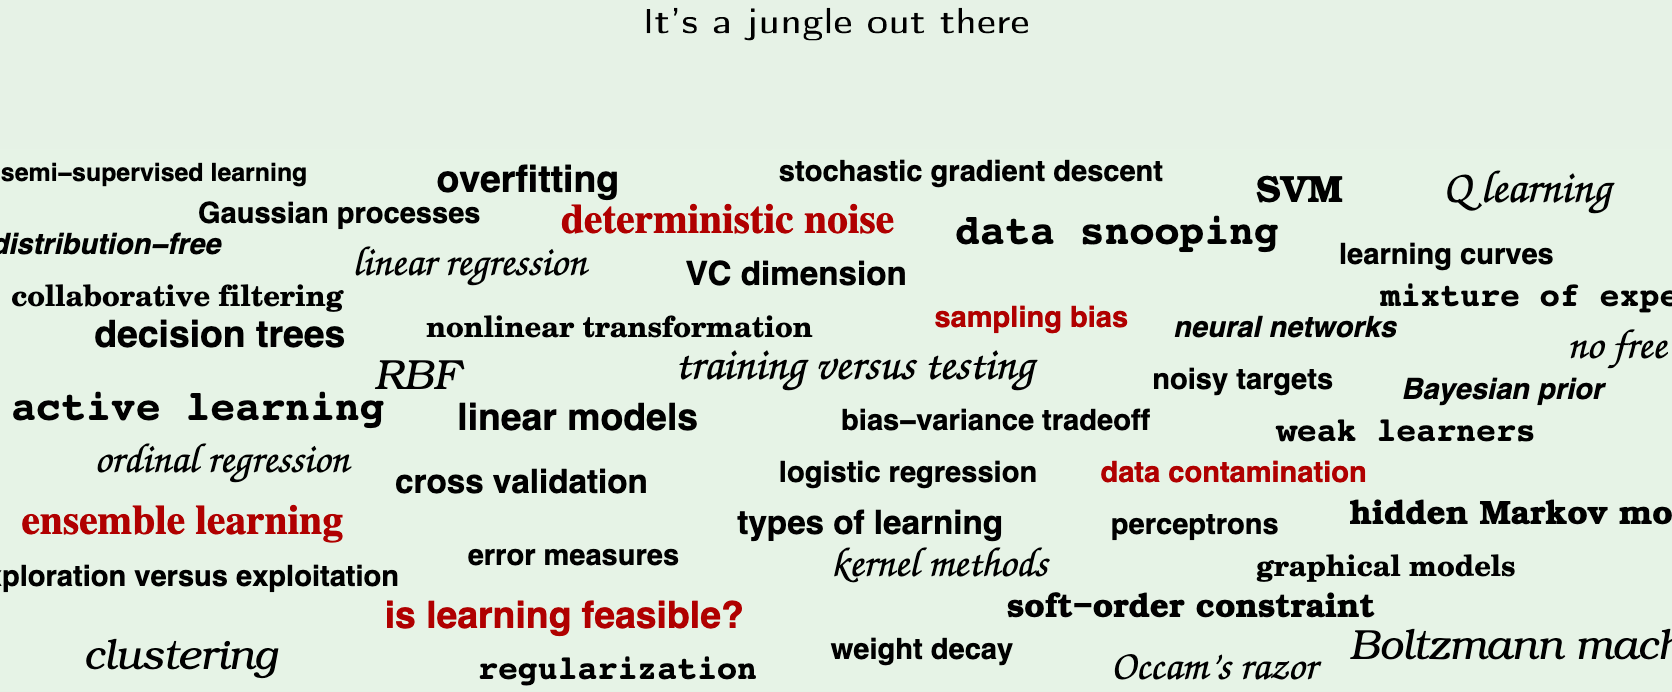 It's a jungle out there
semi–supervised learning
overfitting
stochastic gradient descent
SVM
Q learning
Gaussian processes
deterministic noise
data snooping
distribution–free
linear regression
VC dimension
learning curves
collaborative filtering
mixture of expe
decision trees
nonlinear transformation
sampling bias
neural networks
no free
RBF
training versus testing
noisy targets
Bayesian prior
active learning
linear models
bias–variance tradeoff
weak learners
ordinal regression
cross validation
logistic regression
data contamination
ensemble learning
types of learning
perceptrons
hidden Markov mo
error measures
kernel methods
graphical models
ploration versus exploitation
is learning feasible?
soft–order constraint
clustering
regularization
weight decay
Occam's razor
Boltzmann mach